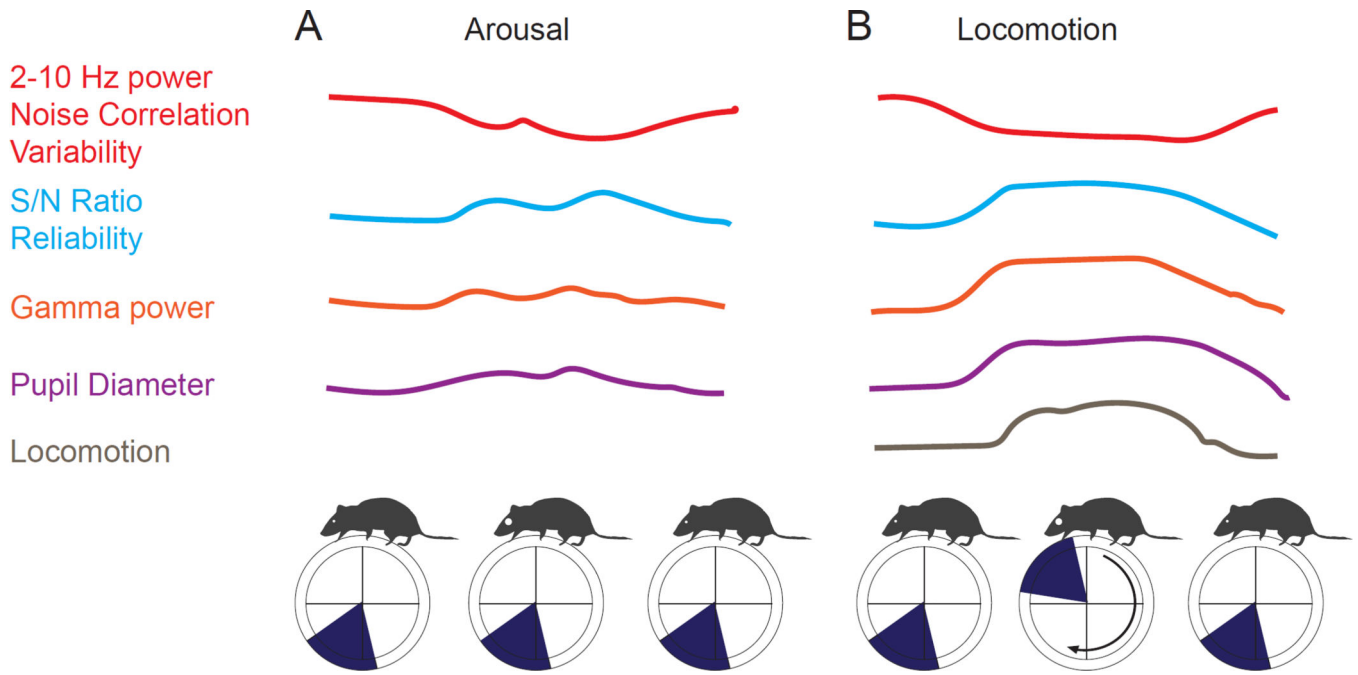 A Arousal
B Locomotion
2-10 Hz power
Noise Correlation
Variability
S/N Ratio
Reliability
Gamma power
Pupil Diameter
Locomotion